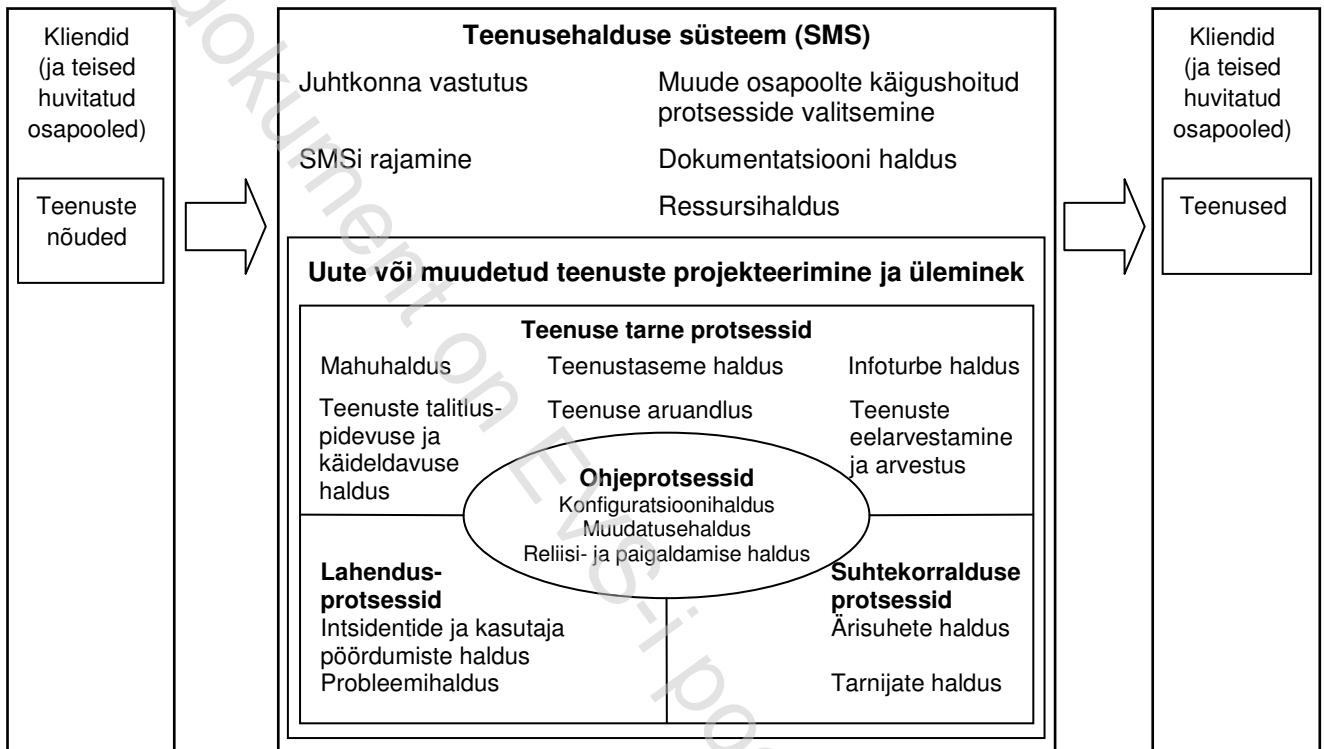 Kliendid
(ja teised
huvitatud
osapooled)
Teenuste
nõuded
Teenusehalduse süsteem (SMS)
Juhtkonna vastutus
Muude osapoolte käigushoitud
protsesside valitsemine
SMSi rajamine
Dokumentatsiooni haldus
Ressursihaldus
Uute või muudetud teenuste projekteerimine ja üleminek
Teenuse tarne protsessid
Mahuhaldus
Teenustaseme haldus
Infoturbe haldus
Teenuste talitlus-
pidevuse ja
käideldavuse
haldus
Teenuse aruandlus
Teenuste
eelarvestamine
ja arvestus
Ohjeprotsessid
Konfiguratsioonihaldus
Muudatusehaldus
Reliisi- ja paigaldamise haldus
Lahendus-
protsessid
Intsidentide ja kasutaja
pöördumiste haldus
Probleemihaldus
Suhtekorralduse
protsessid
Ärisuhete haldus
Tarnijate haldus
Kliendid
(ja teised
huvitatud
osapooled)
Teenused
dokument on EVS-i